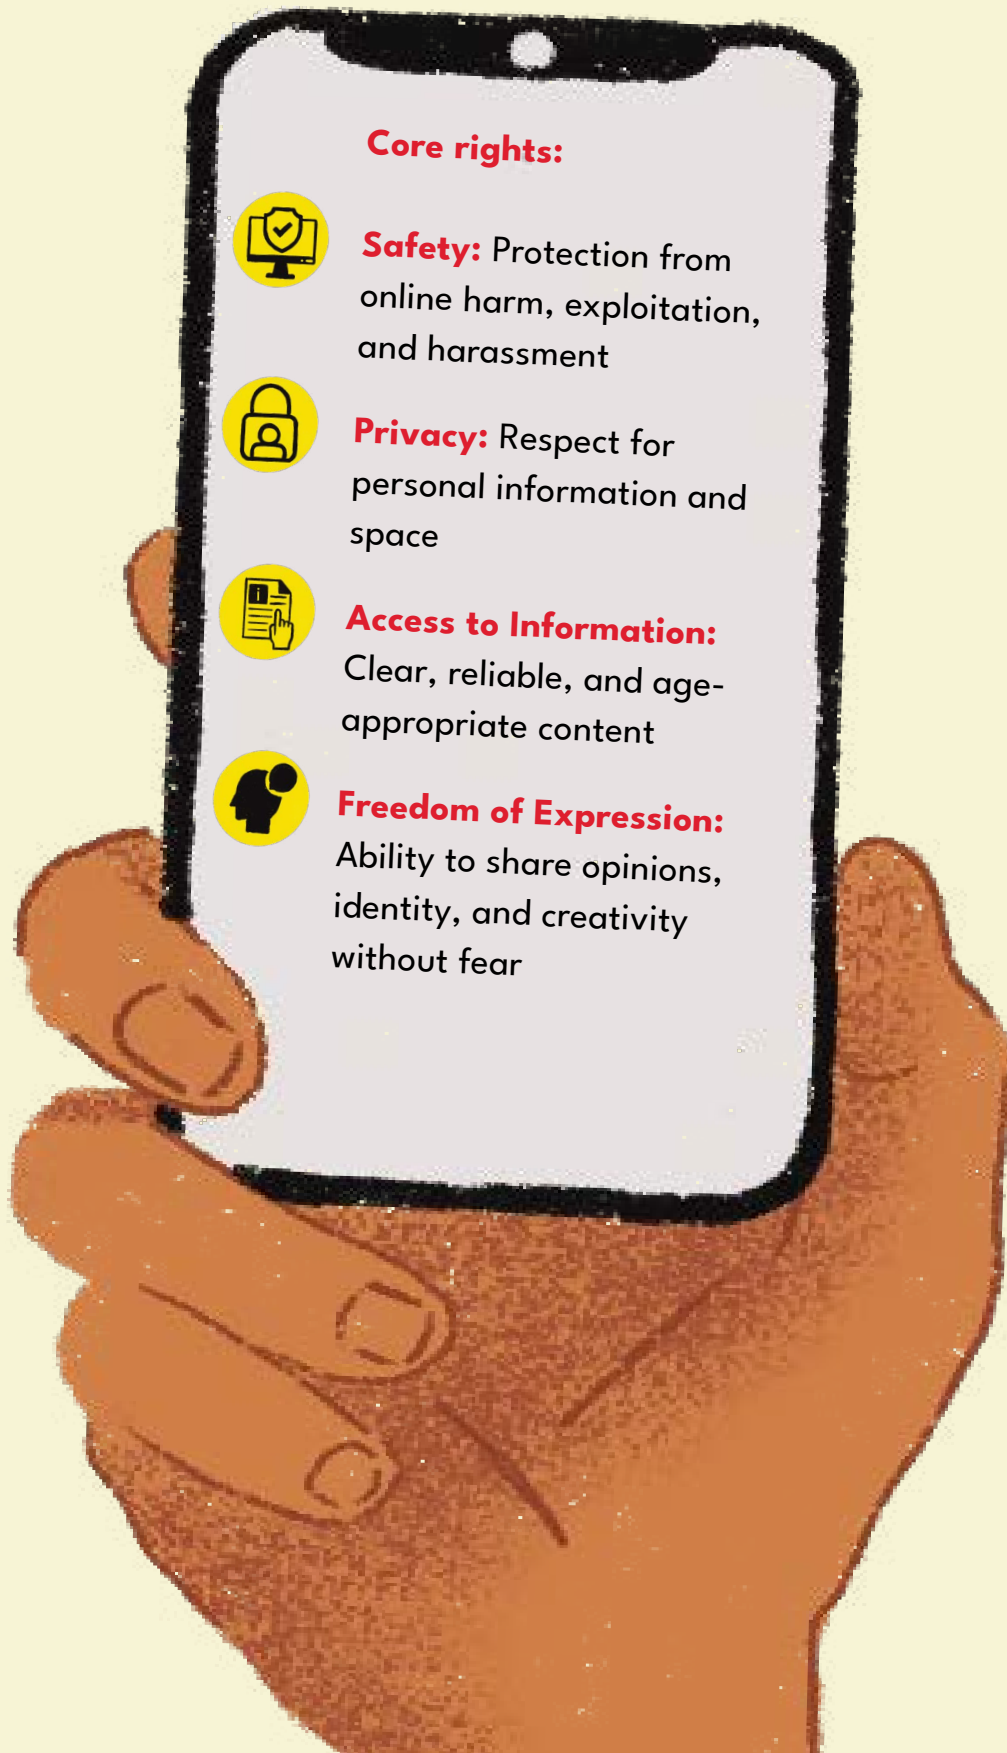 Core rights:
Safety: Protection from
online harm, exploitation,
and harassment
Privacy: Respect for
personal information and
space
Access to Information:
Clear, reliable, and age-
appropriate content
Freedom of Expression:
Ability to share opinions,
identity, and creativity
without fear